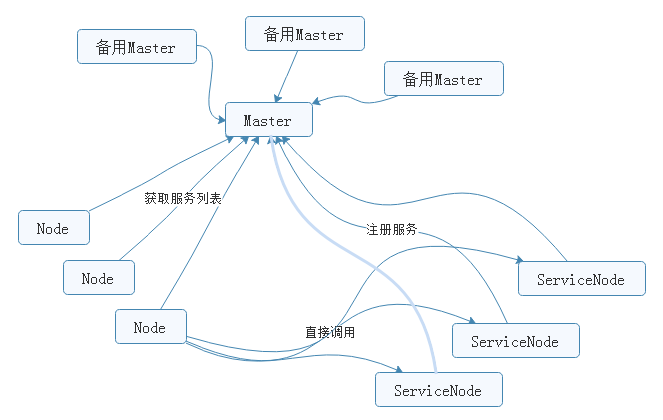 备用Master
备用Master
备用Master
Master
获取服务列表
Node
注册服务
Node
ServiceNode
Node
直接调用
ServiceNode
ServiceNode